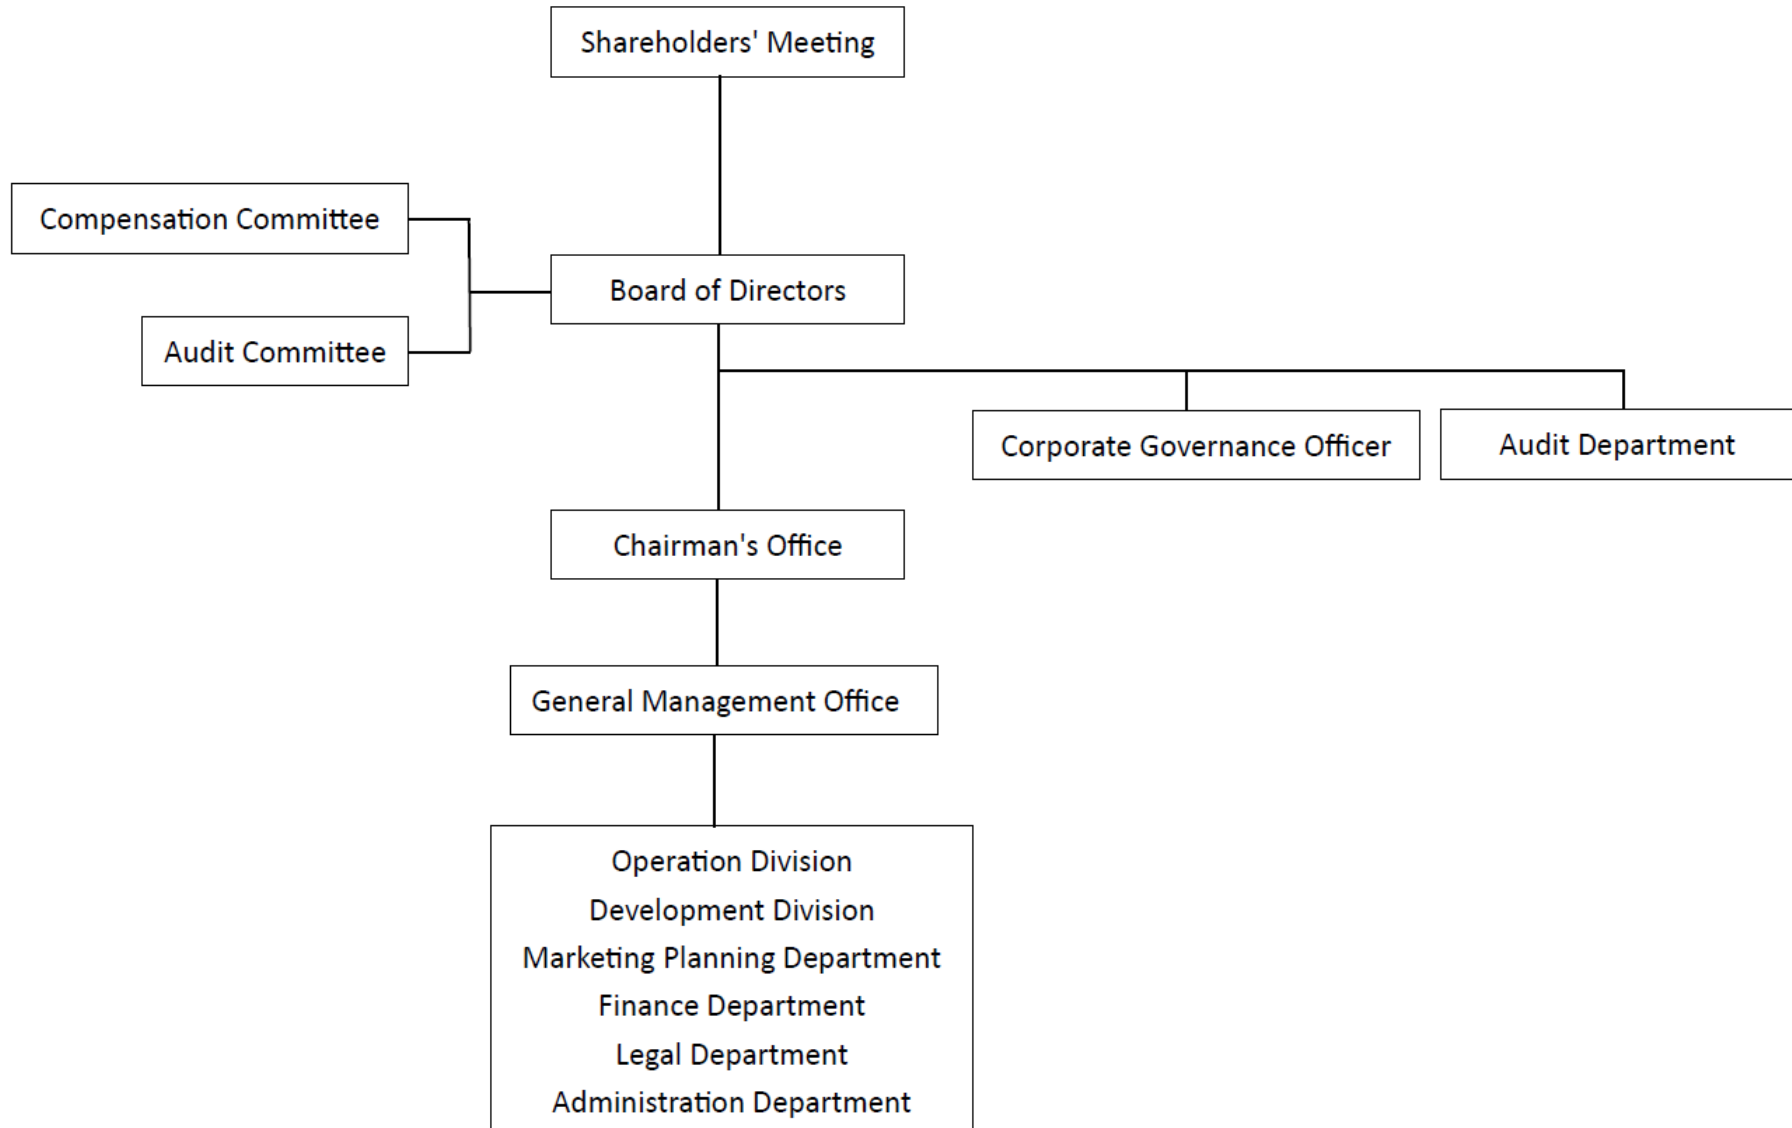 Shareholders' Meeting
Compensation Committee
Board of Directors
Audit Committee
Corporate Governance Officer
Audit Department
Chairman's Office
General Management Office
Operation Division
Development Division
Marketing Planning Department
Finance Department
Legal Department
Administration Department